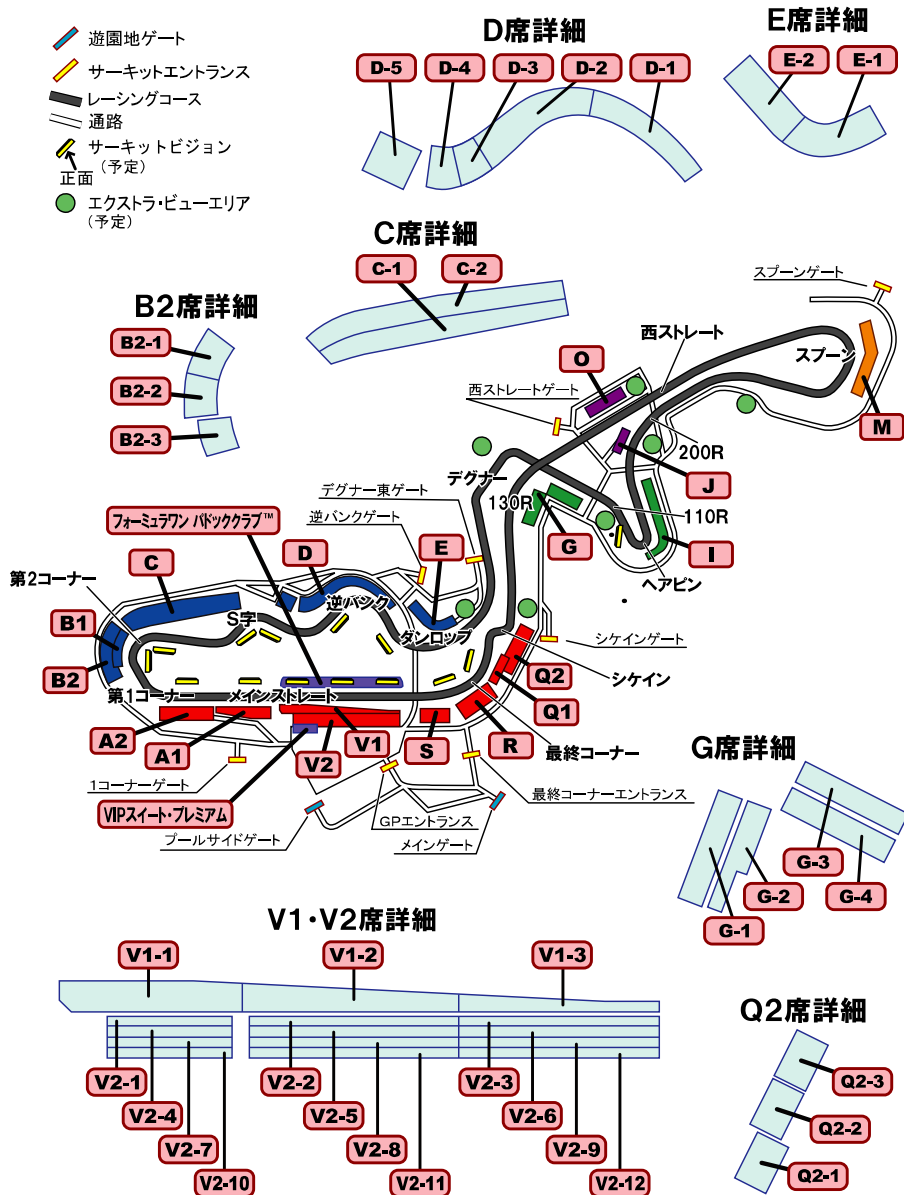 遊園地ゲート
サーキットエントランス
レーシングコース
通路
サーキットビジョン
(予定)
正面
エクストラ・ビューエリア
(予定)
D席詳細
D-5
D-4
D-3
D-2
D-1
E席詳細
E-2
E-1
C席詳細
C-1
C-2
B2席詳細
B2-1
B2-2
B2-3
スプーンゲート
西ストレート
スプーン
O
西ストレートゲート
M
200R
J
デグナー
デグナー東ゲート
130R
110R
フォーミュラワン パドッククラブ™
逆バンクゲート
G
I
ヘアピン
第2コーナー
C
D
E
S字
逆バンク
ダンロップ
B1
B2
シケインゲート
Q2
シケイン
第1コーナー
メインストレート
Q1
A2
A1
V2
V1
S
R
最終コーナー
1コーナーゲート
VIPスイート・プレミアム
最終コーナーエントランス
プールサイドゲート
GPエントランス
メインゲート
G席詳細
G-3
G-2
G-4
G-1
V1・V2席詳細
V1-1
V1-2
V1-3
V2-1
V2-2
V2-3
V2-4
V2-5
V2-6
V2-7
V2-8
V2-9
V2-10
V2-11
V2-12
Q2席詳細
Q2-3
Q2-2
Q2-1